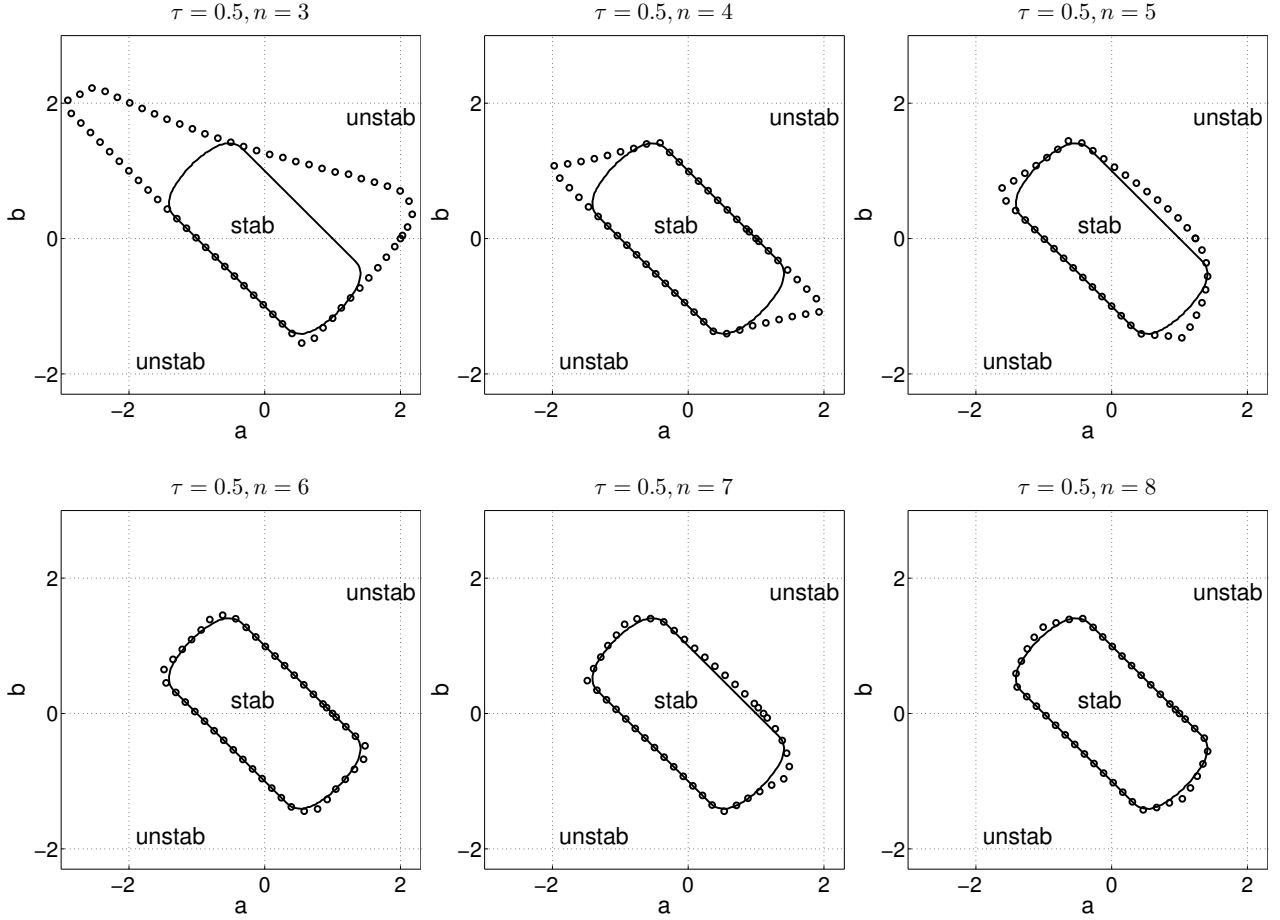 τ = 0.5, n = 3
2
0
−2
b
unstab
stab
unstab
−2
0
2
a
τ = 0.5, n = 4
2
0
−2
b
unstab
stab
unstab
−2
0
2
a
τ = 0.5, n = 5
2
0
−2
b
unstab
stab
unstab
−2
0
2
a
τ = 0.5, n = 6
2
0
−2
b
unstab
stab
unstab
−2
0
2
a
τ = 0.5, n = 7
2
0
−2
b
unstab
stab
unstab
−2
0
2
a
τ = 0.5, n = 8
2
0
−2
b
unstab
stab
unstab
−2
0
2
a